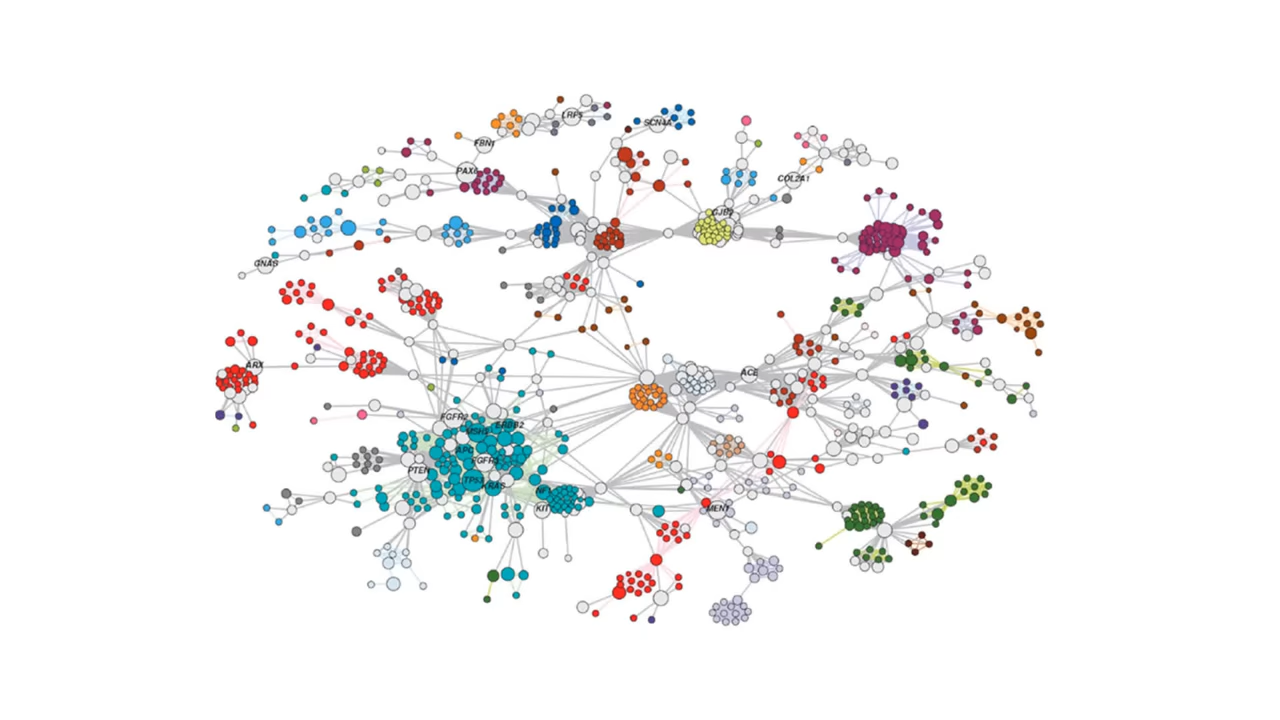 LRP5
SCN4A
FBN1
PAX6
COL2A1
GJB2
GNAS
ARX
ACE
FGFR2
ERBB2
MSH2
APC
FGFR3
PTEN
TP53
KRAS
NF1
KIT
MEN1